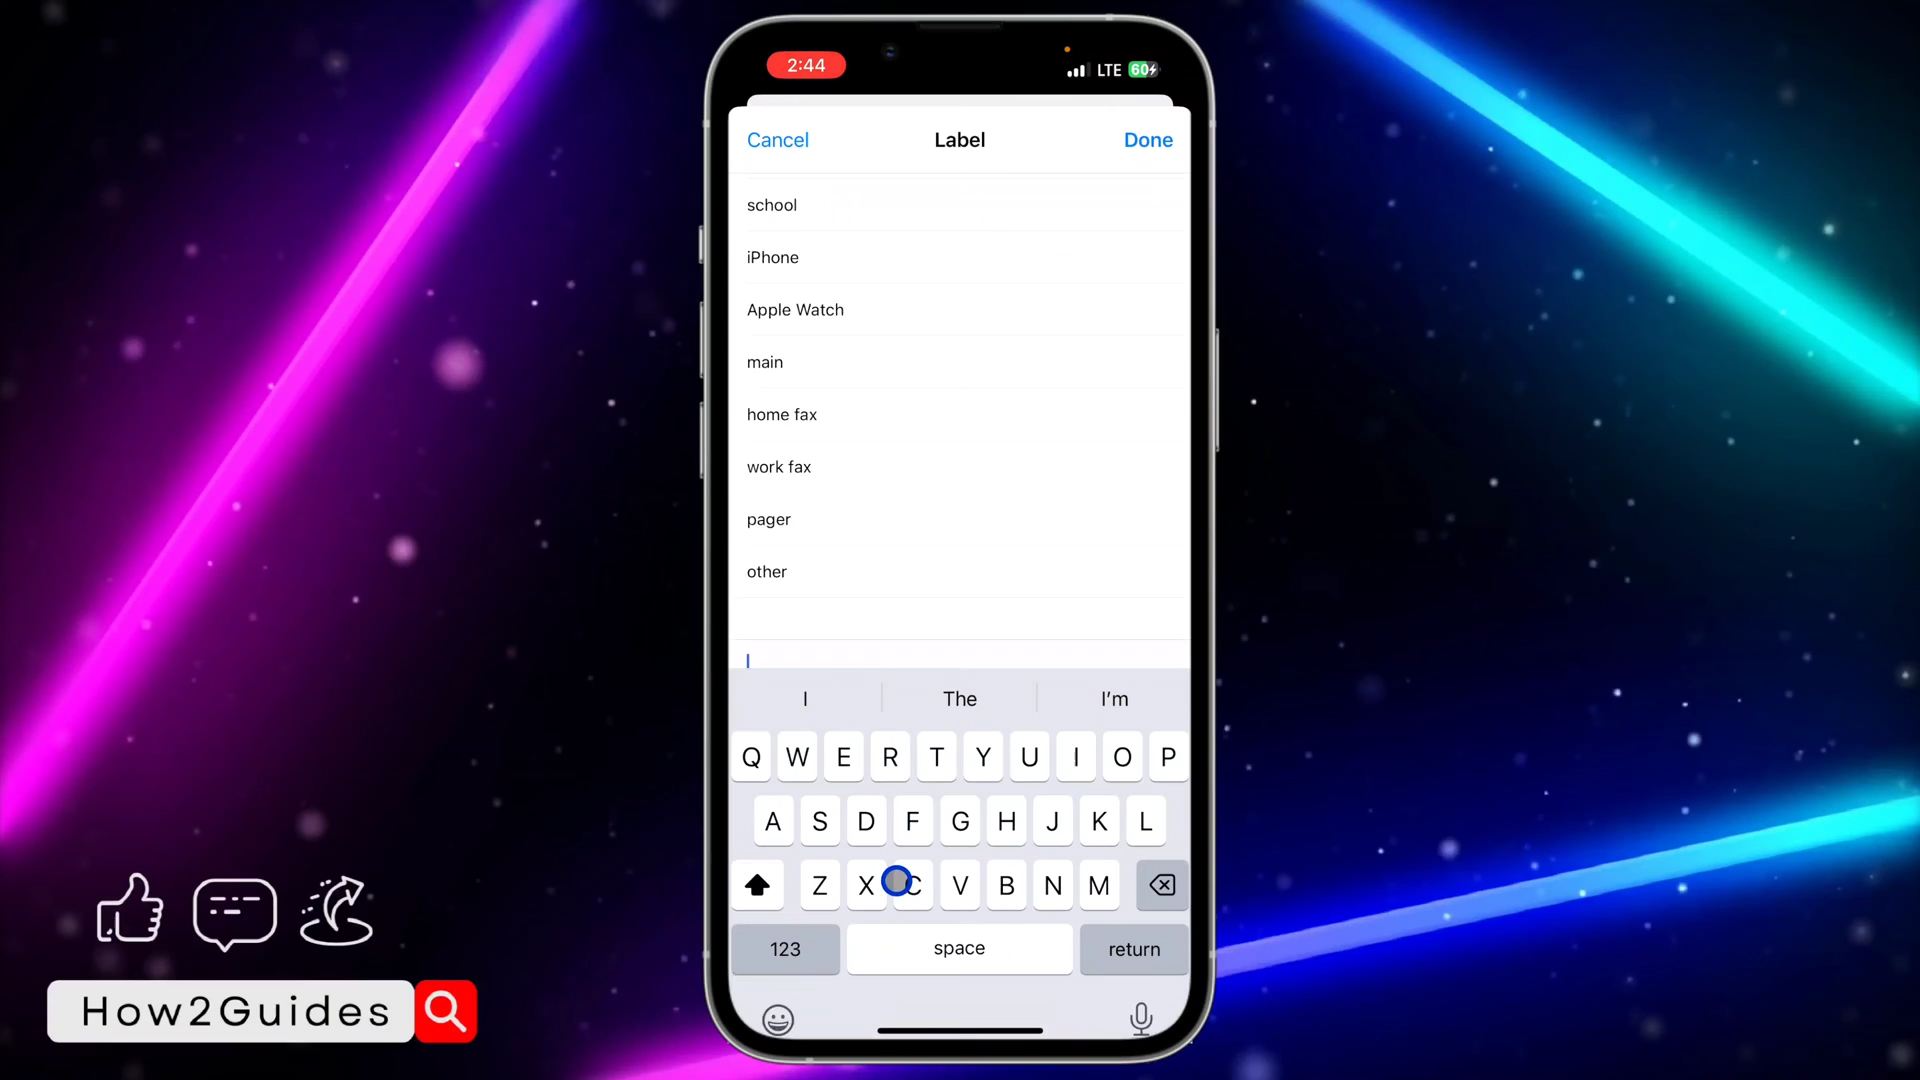 2:44 LTE 60
Cancel Label Done
school
iPhone
Apple Watch
main
home fax
work fax
pager
other
I The I'm
Q W E R T Y U I O P
A S D F G H J K L
Z X C V B N M
123 space return
How2Guides